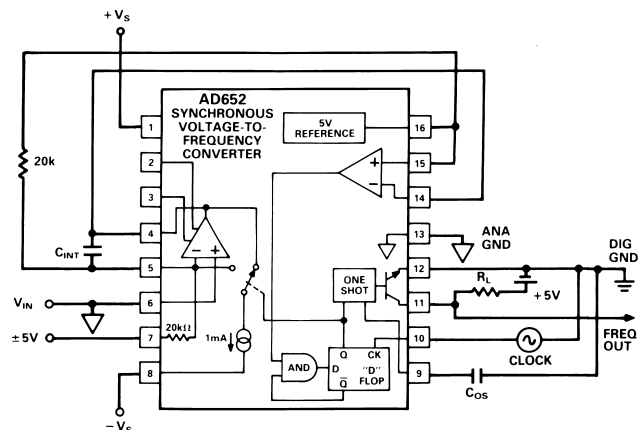 + VS
AD652
SYNCHRONOUS
VOLTAGE-TO-
FREQUENCY
CONVERTER
5V
REFERENCE
1
2
3
4
5
6
7
8
16
15
14
13
12
11
10
9
20k
CINT
VIN
±5V
− VS
− +
+
−
20kΩ
1mA
AND
ONE
SHOT
Q CK
D "D"
Q̅ FLOP
ANA
GND
DIG
GND
RL
+ 5V
FREQ
OUT
CLOCK
COS